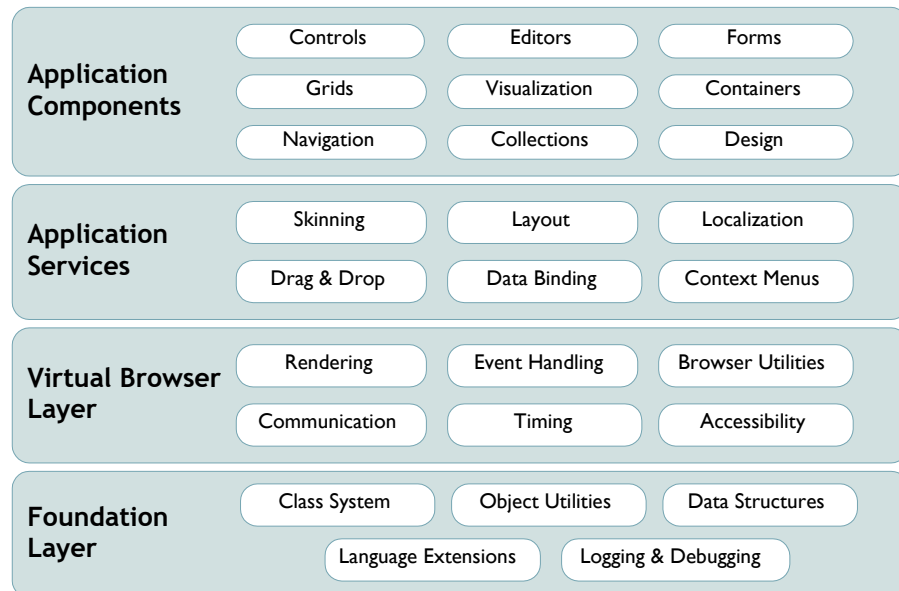 Application
Components
Controls
Editors
Forms
Grids
Visualization
Containers
Navigation
Collections
Design
Application
Services
Skinning
Layout
Localization
Drag & Drop
Data Binding
Context Menus
Virtual Browser
Layer
Rendering
Event Handling
Browser Utilities
Communication
Timing
Accessibility
Foundation
Layer
Class System
Object Utilities
Data Structures
Language Extensions
Logging & Debugging